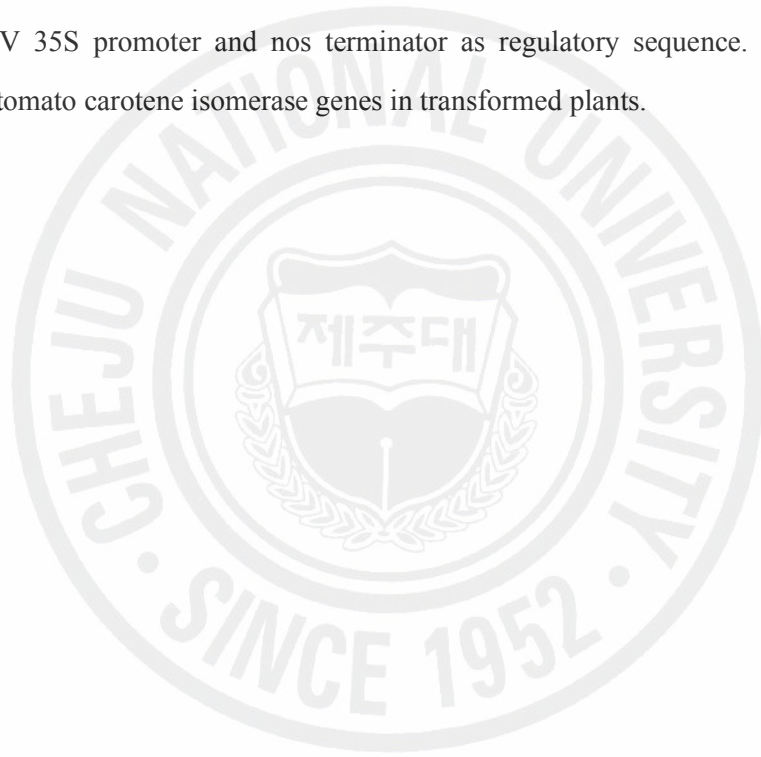 V 35S promoter and nos terminator as regulatory sequence.
tomato carotene isomerase genes in transformed plants.
CHEJU NATIONAL UNIVERSITY
제주대
· SINCE 1952 ·